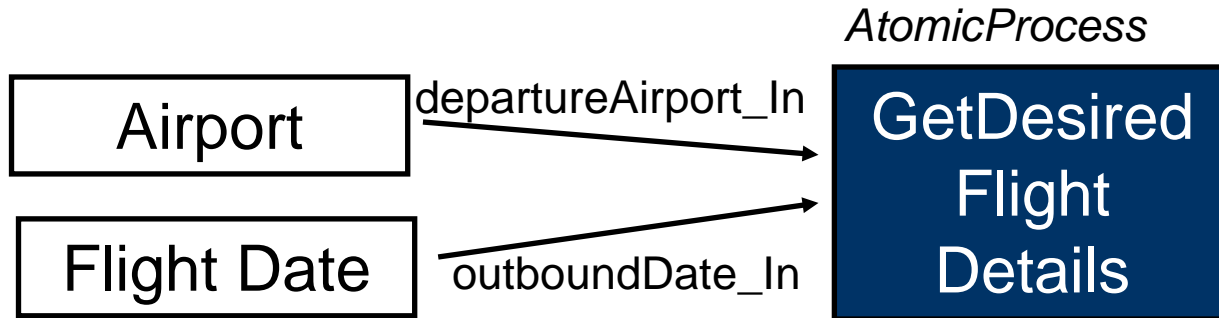 AtomicProcess
Airport
departureAirport_In
GetDesired
Flight
Details
Flight Date
outboundDate_In